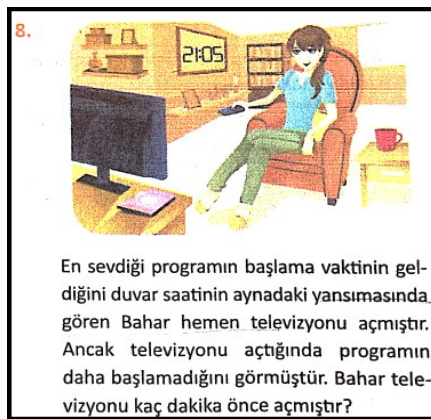 8.
21:05
En sevdiği programın başlama vaktinin gel-
diğini duvar saatinin aynadaki yansımasında
gören Bahar hemen televizyonu açmıştır.
Ancak televizyonu açtığında programın
daha başlamadığını görmüştür. Bahar tele-
vizyonu kaç dakika önce açmıştır?